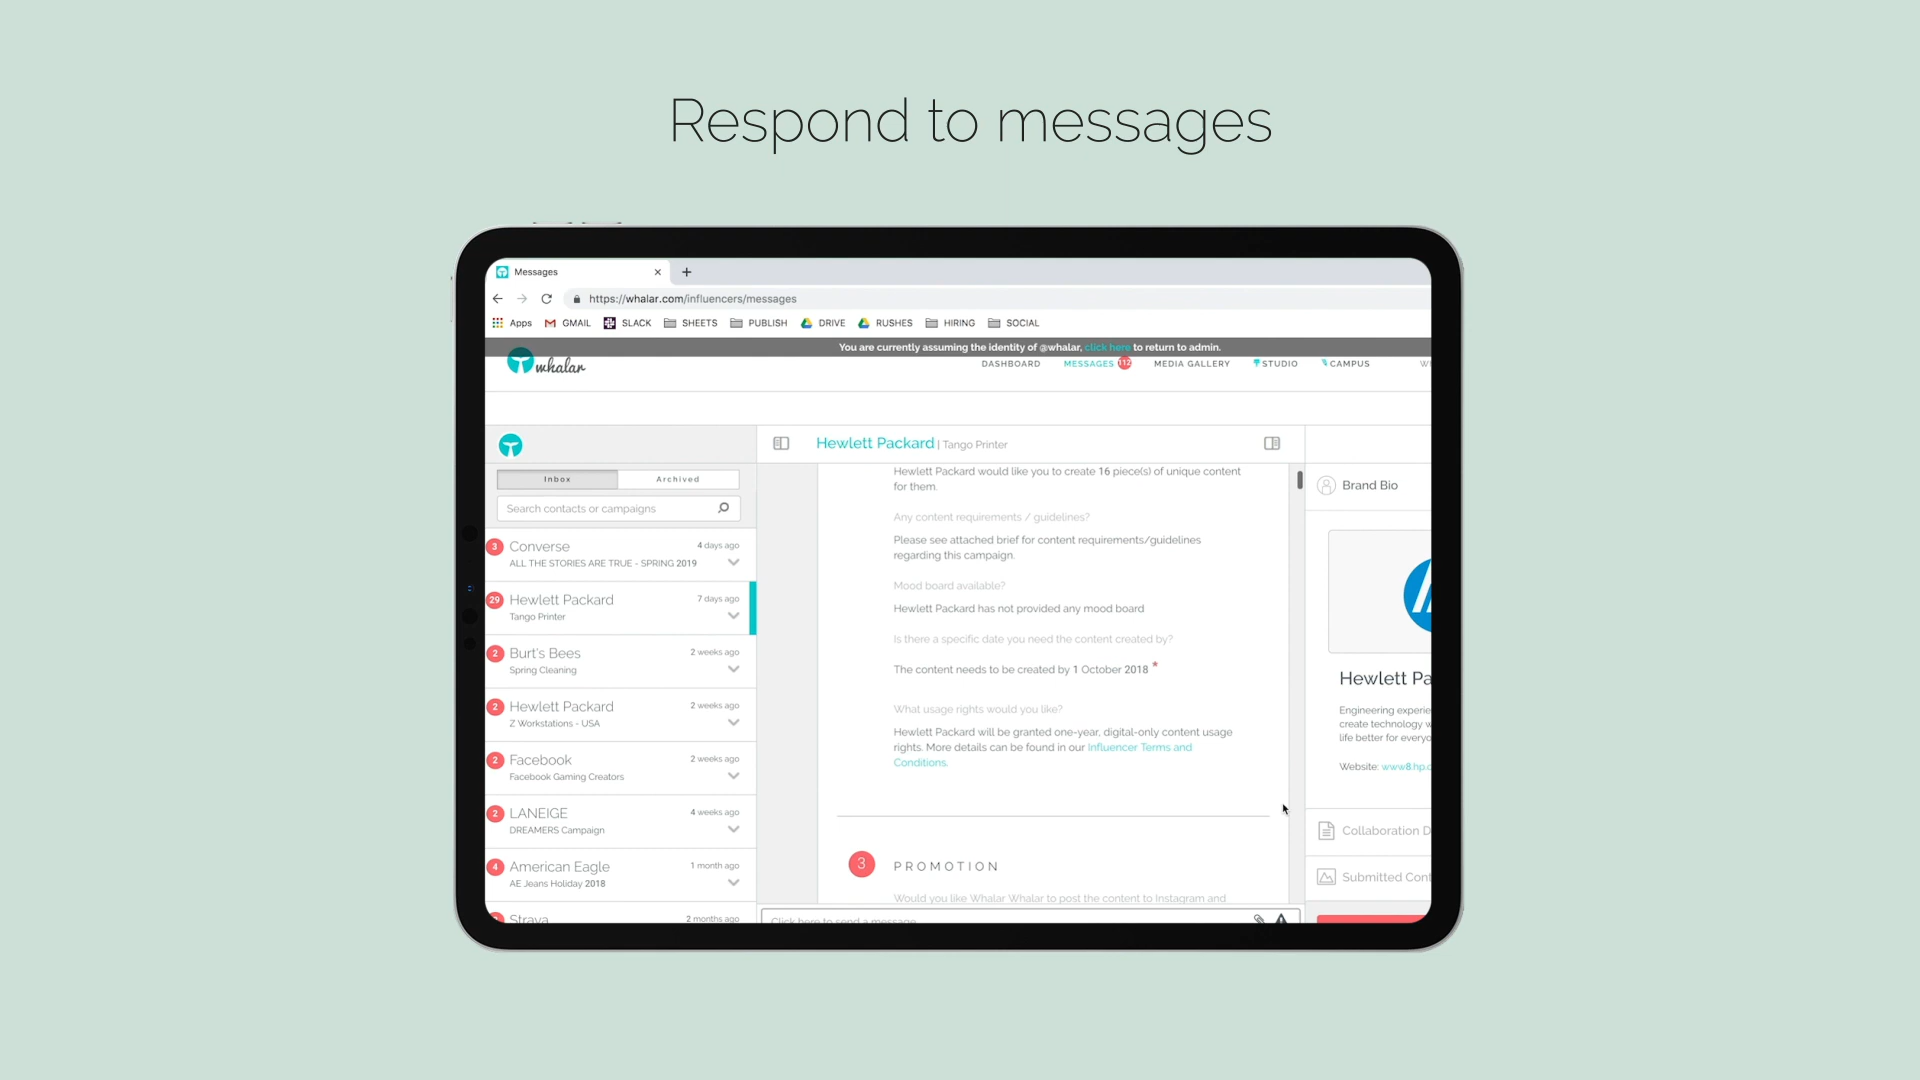 Respond to messages
Messages
https://whalar.com/influencers/messages
Apps GMAIL SLACK SHEETS PUBLISH DRIVE RUSHES HIRING SOCIAL
You are currently assuming the identity of @whalar, click here to return to admin.
whalar
DASHBOARD MESSAGES 112 MEDIA GALLERY STUDIO CAMPUS
Hewlett Packard | Tango Printer
Inbox Archived
Search contacts or campaigns
3 Converse 4 days ago
ALL THE STORIES ARE TRUE - SPRING 2019
29 Hewlett Packard 7 days ago
Tango Printer
2 Burt's Bees 2 weeks ago
Spring Cleaning
2 Hewlett Packard 2 weeks ago
Z Workstations - USA
2 Facebook 2 weeks ago
Facebook Gaming Creators
2 LANEIGE 4 weeks ago
DREAMERS Campaign
4 American Eagle 1 month ago
AE Jeans Holiday 2018
Strava 2 months ago
Hewlett Packard would like you to create 16 piece(s) of unique content
for them.
Any content requirements / guidelines?
Please see attached brief for content requirements/guidelines
regarding this campaign.
Mood board available?
Hewlett Packard has not provided any mood board
Is there a specific date you need the content created by?
The content needs to be created by 1 October 2018 *
What usage rights would you like?
Hewlett Packard will be granted one-year, digital-only content usage
rights. More details can be found in our Influencer Terms and
Conditions.
3 PROMOTION
Would you like Whalar Whalar to post the content to Instagram and
Click here to send a message
Brand Bio
Hewlett Pa
Engineering experie
create technology w
life better for everyo
Website: www8.hp.c
Collaboration D
Submitted Cont